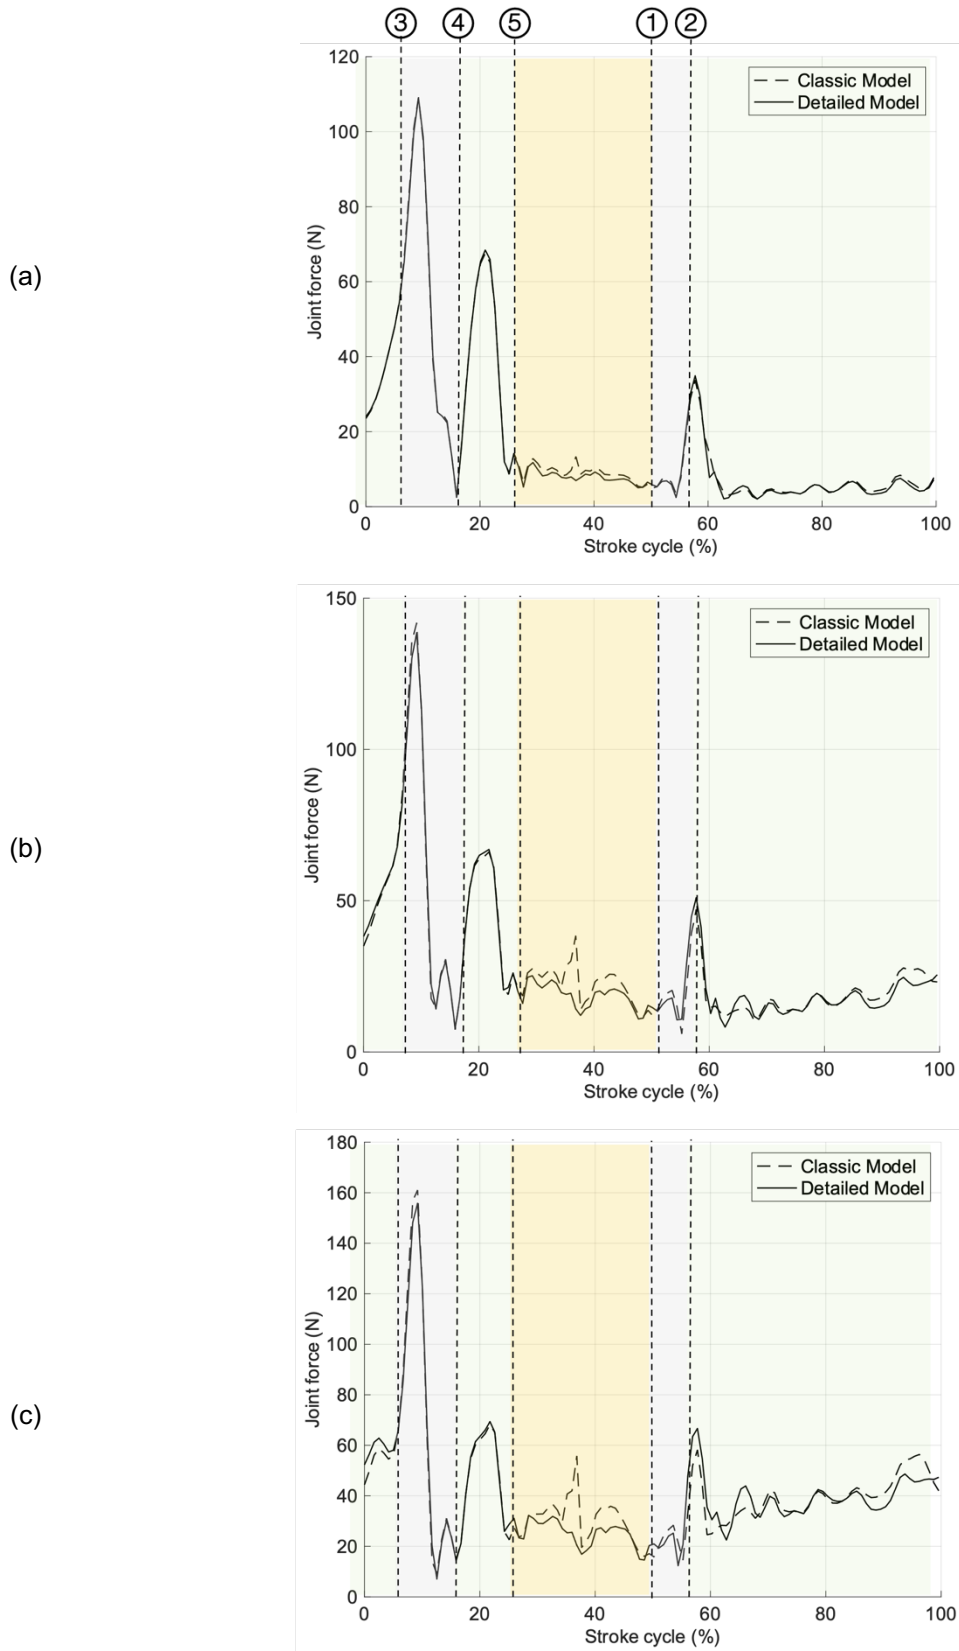 ③ ④ ⑤ ① ②
120
Classic Model
Detailed Model
100
80
60
40
20
0
Joint force (N)
(a)
0 20 40 60 80 100
Stroke cycle (%)
150
Classic Model
Detailed Model
100
50
0
Joint force (N)
(b)
0 20 40 60 80 100
Stroke cycle (%)
180
Classic Model
Detailed Model
160
140
120
100
80
60
40
20
0
Joint force (N)
(c)
0 20 40 60 80 100
Stroke cycle (%)